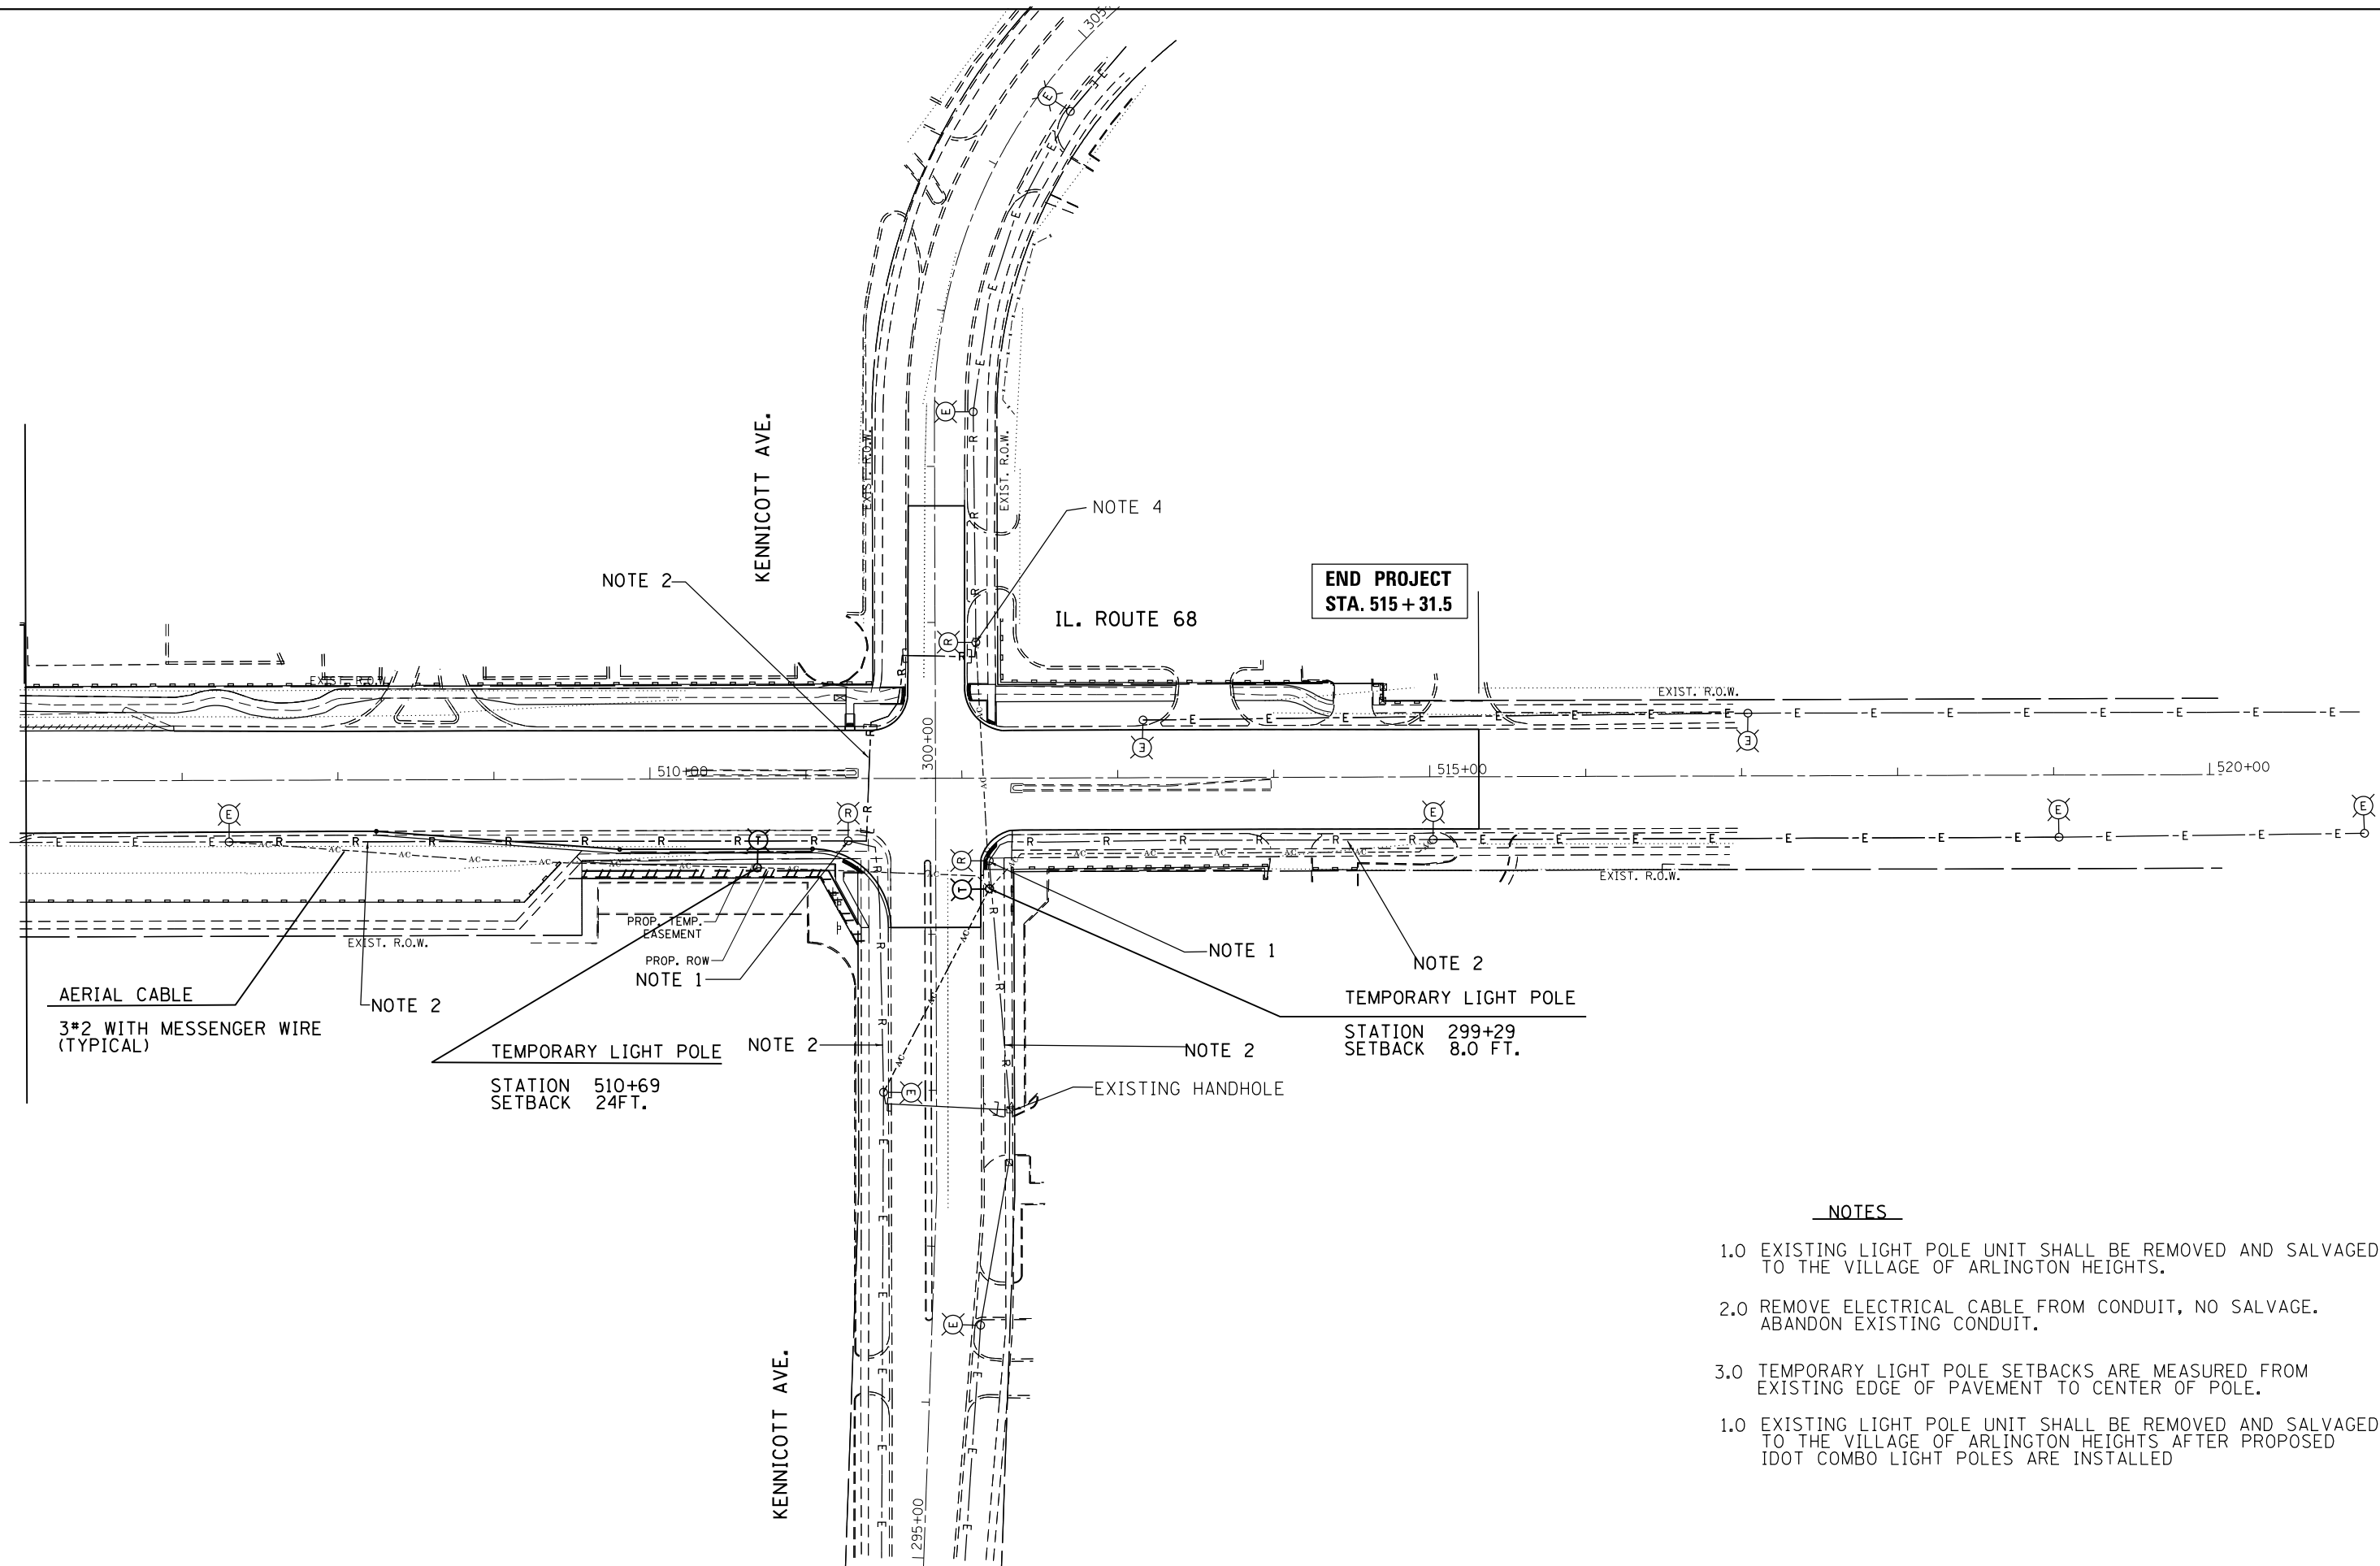 305
KENNICOTT AVE.
EXIST. R.O.W.
EXIST. R.O.W.
NOTE 4
NOTE 2
IL. ROUTE 68
END PROJECT
STA. 515 + 31.5
EXIST. R.O.W.
EXIST. R.O.W.
300+00
510+00
515+00
520+00
PROP. TEMP.
EASEMENT
PROP. ROW
NOTE 1
EXIST. R.O.W.
EXIST. R.O.W.
NOTE 1
NOTE 2
AERIAL CABLE
3#2 WITH MESSENGER WIRE
(TYPICAL)
NOTE 2
TEMPORARY LIGHT POLE
STATION 510+69
SETBACK 24FT.
NOTE 2
NOTE 2
TEMPORARY LIGHT POLE
STATION 299+29
SETBACK 8.0 FT.
EXISTING HANDHOLE
KENNICOTT AVE.
295+00
NOTES
1.0 EXISTING LIGHT POLE UNIT SHALL BE REMOVED AND SALVAGED
TO THE VILLAGE OF ARLINGTON HEIGHTS.
2.0 REMOVE ELECTRICAL CABLE FROM CONDUIT, NO SALVAGE.
ABANDON EXISTING CONDUIT.
3.0 TEMPORARY LIGHT POLE SETBACKS ARE MEASURED FROM
EXISTING EDGE OF PAVEMENT TO CENTER OF POLE.
1.0 EXISTING LIGHT POLE UNIT SHALL BE REMOVED AND SALVAGED
TO THE VILLAGE OF ARLINGTON HEIGHTS AFTER PROPOSED
IDOT COMBO LIGHT POLES ARE INSTALLED